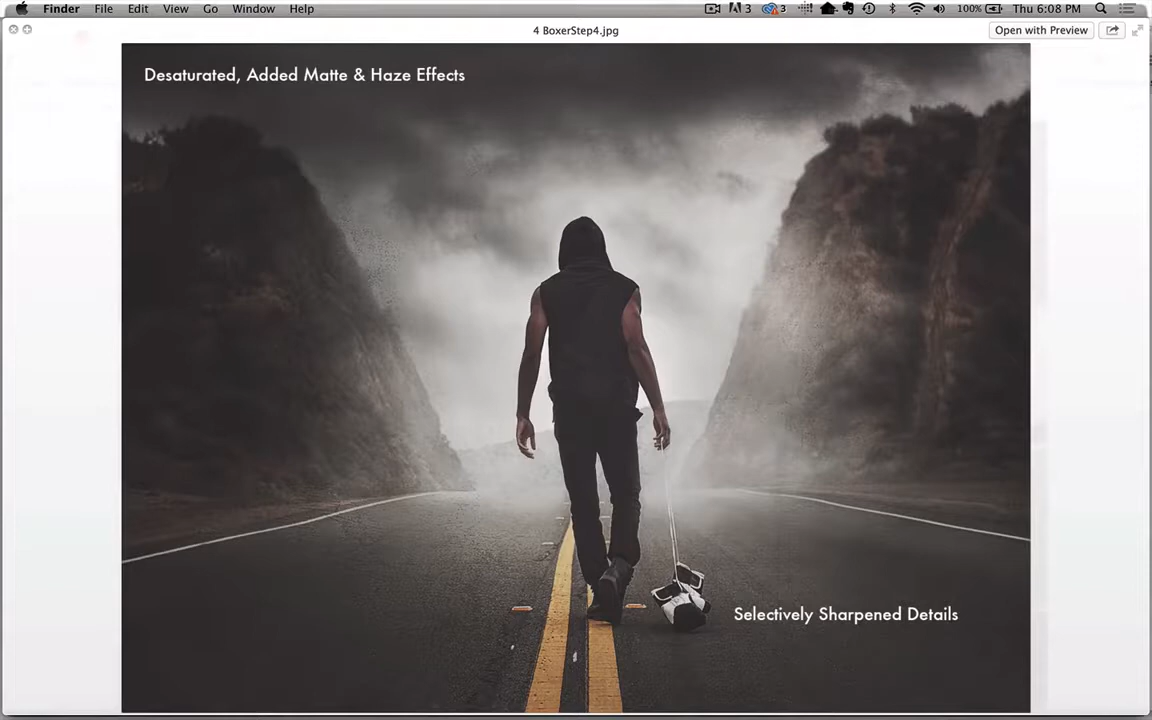 Finder File Edit View Go Window Help 3 3 100% Thu 6:08 PM
4 BoxerStep4.jpg Open with Preview
Desaturated, Added Matte & Haze Effects
Selectively Sharpened Details